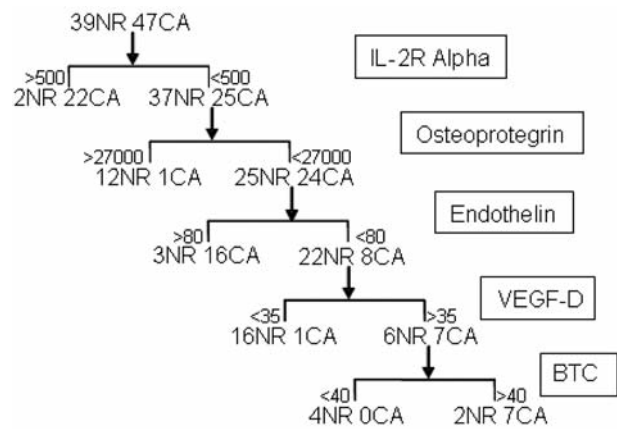 39NR 47CA
IL-2R Alpha
>500 <500
2NR 22CA 37NR 25CA
Osteoprotegrin
>27000 <27000
12NR 1CA 25NR 24CA
Endothelin
>80 <80
3NR 16CA 22NR 8CA
VEGF-D
<35 >35
16NR 1CA 6NR 7CA
BTC
<40 >40
4NR 0CA 2NR 7CA